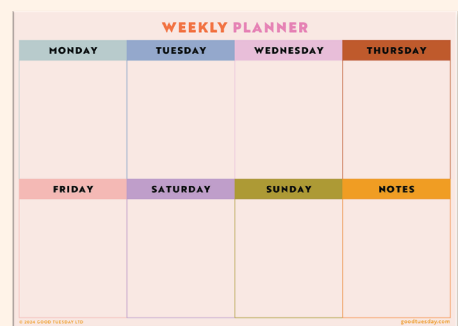 WEEKLY PLANNER
MONDAY TUESDAY WEDNESDAY THURSDAY
FRIDAY SATURDAY SUNDAY NOTES
© 2024 GOOD TUESDAY LTD goodtuesday.com